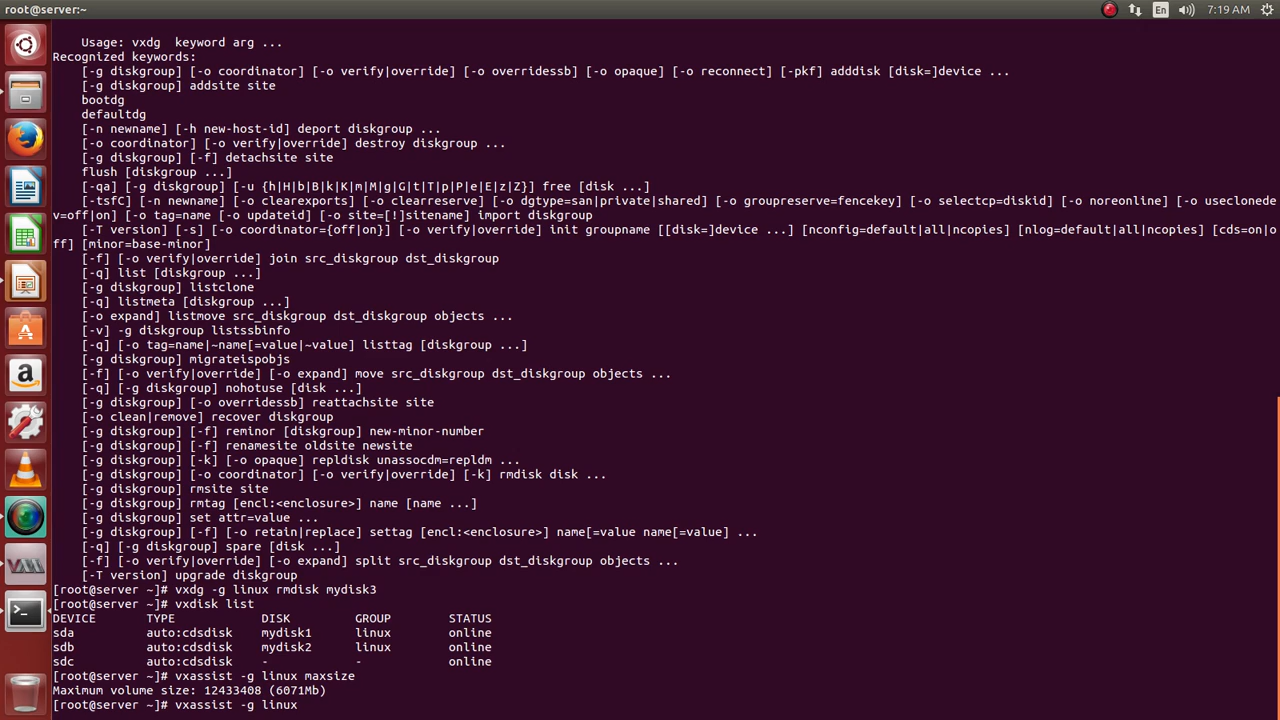 root@server:~
En
7:19 AM
Usage: vxdg  keyword arg ...
Recognized keywords:
[-g diskgroup] [-o coordinator] [-o verify|override] [-o overridessb] [-o opaque] [-o reconnect] [-pkf] adddisk [disk=]device ...
[-g diskgroup] addsite site
bootdg
defaultdg
[-n newname] [-h new-host-id] deport diskgroup ...
[-o coordinator] [-o verify|override] destroy diskgroup ...
[-g diskgroup] [-f] detachsite site
flush [diskgroup ...]
[-qa] [-g diskgroup] [-u {h|H|b|B|k|K|m|M|g|G|t|T|p|P|e|E|z|Z}] free [disk ...]
[-tsfC] [-n newname] [-o clearexports] [-o clearreserve] [-o dgtype=san|private|shared] [-o groupreserve=fencekey] [-o selectcp=diskid] [-o noreonline] [-o useclonede
v=off|on] [-o tag=name [-o updateid] [-o site=[!]sitename] import diskgroup
[-T version] [-s] [-o coordinator={off|on}] [-o verify|override] init groupname [[disk=]device ...] [nconfig=default|all|ncopies] [nlog=default|all|ncopies] [cds=on|o
ff] [minor=base-minor]
[-f] [-o verify|override] join src_diskgroup dst_diskgroup
[-q] list [diskgroup ...]
[-g diskgroup] listclone
[-q] listmeta [diskgroup ...]
[-o expand] listmove src_diskgroup dst_diskgroup objects ...
[-v] -g diskgroup listssbinfo
[-q] [-o tag=name|~name[=value|~value] listtag [diskgroup ...]
[-g diskgroup] migrateispobjs
[-f] [-o verify|override] [-o expand] move src_diskgroup dst_diskgroup objects ...
[-q] [-g diskgroup] nohotuse [disk ...]
[-g diskgroup] [-o overridessb] reattachsite site
[-o clean|remove] recover diskgroup
[-g diskgroup] [-f] reminor [diskgroup] new-minor-number
[-g diskgroup] [-f] renamesite oldsite newsite
[-g diskgroup] [-k] [-o opaque] repldisk unassocdm=repldm ...
[-g diskgroup] [-o coordinator] [-o verify|override] [-k] rmdisk disk ...
[-g diskgroup] rmsite site
[-g diskgroup] rmtag [encl:<enclosure>] name [name ...]
[-g diskgroup] set attr=value ...
[-g diskgroup] [-f] [-o retain|replace] settag [encl:<enclosure>] name[=value name[=value] ...
[-q] [-g diskgroup] spare [disk ...]
[-f] [-o verify|override] [-o expand] split src_diskgroup dst_diskgroup objects ...
[-T version] upgrade diskgroup
[root@server ~]# vxdg -g linux rmdisk mydisk3
[root@server ~]# vxdisk list
DEVICE       TYPE            DISK         GROUP        STATUS
sda          auto:cdsdisk    mydisk1      linux        online
sdb          auto:cdsdisk    mydisk2      linux        online
sdc          auto:cdsdisk    -            -            online
[root@server ~]# vxassist -g linux maxsize
Maximum volume size: 12433408 (6071Mb)
[root@server ~]# vxassist -g linux